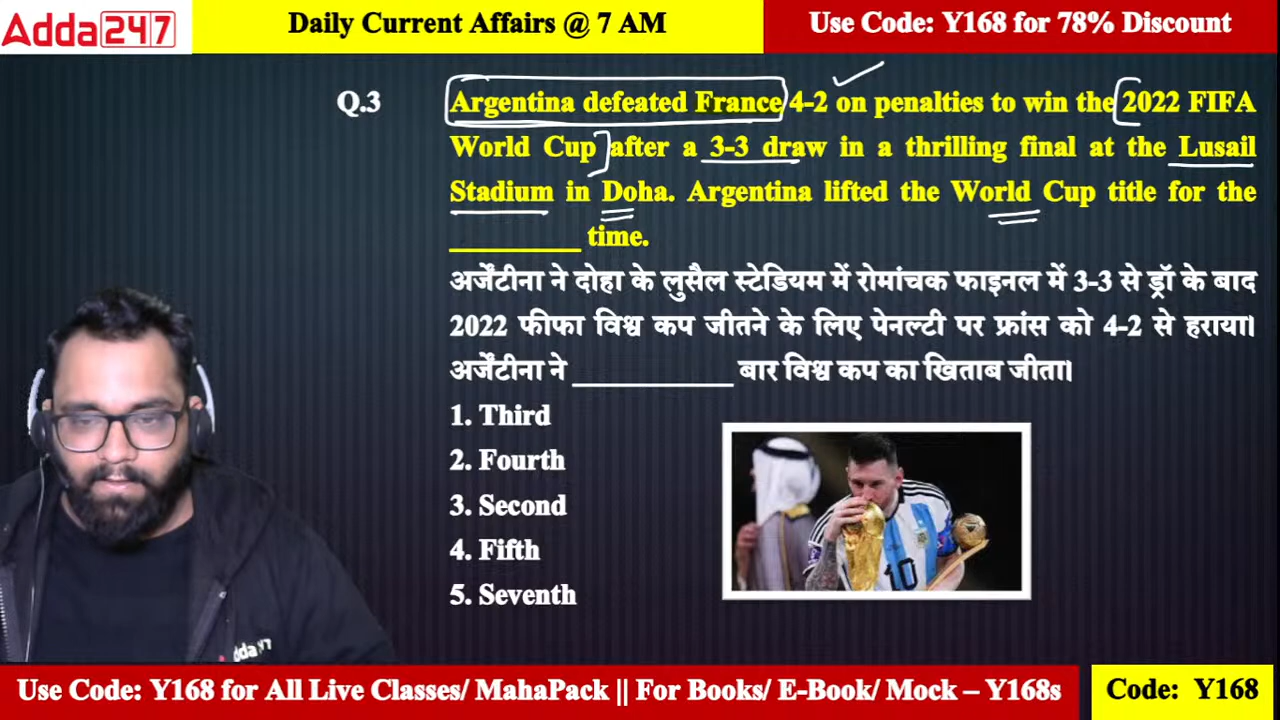 Adda247
Daily Current Affairs @ 7 AM
Use Code: Y168 for 78% Discount
Q.3
Argentina defeated France 4-2 on penalties to win the 2022 FIFA
World Cup after a 3-3 draw in a thrilling final at the Lusail
Stadium in Doha. Argentina lifted the World Cup title for the
__________ time.
अर्जेंटीना ने दोहा के लुसैल स्टेडियम में रोमांचक फाइनल में 3-3 से ड्रॉ के बाद
2022 फीफा विश्व कप जीतने के लिए पेनल्टी पर फ्रांस को 4-2 से हराया।
अर्जेंटीना ने ____________ बार विश्व कप का खिताब जीता।
1. Third
2. Fourth
3. Second
4. Fifth
5. Seventh
10
adda247
Use Code: Y168 for All Live Classes/ MahaPack || For Books/ E-Book/ Mock – Y168s
Code: Y168